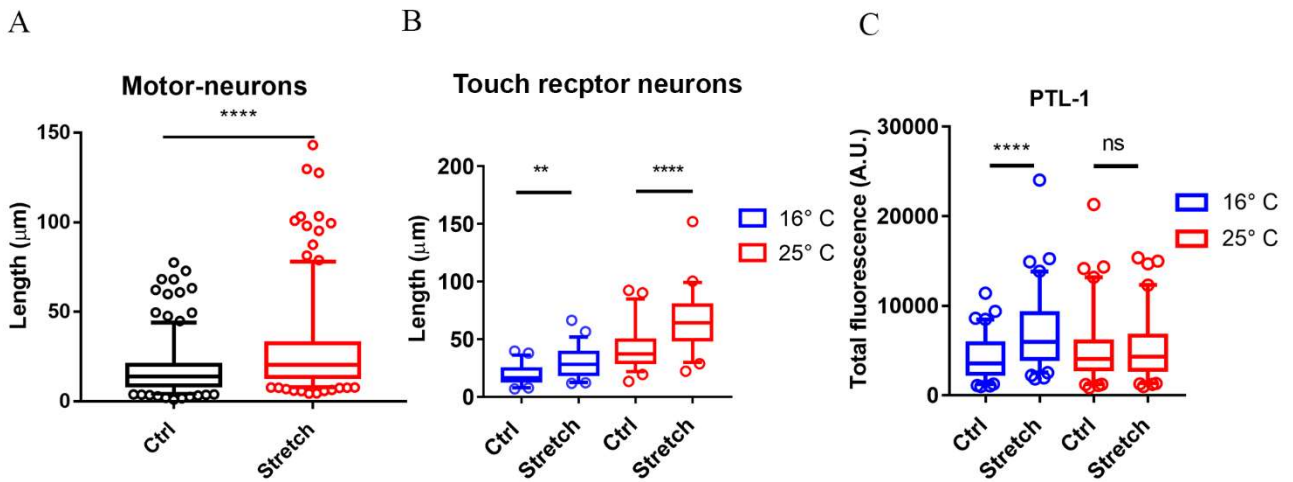 A
Motor-neurons
****
Length (μm)
150
100
50
0
Ctrl
Stretch
B
Touch recptor neurons
**
****
Length (μm)
200
150
100
50
0
Ctrl
Stretch
Ctrl
Stretch
16° C
25° C
C
PTL-1
****
ns
Total fluorescence (A.U.)
30000
20000
10000
0
Ctrl
Stretch
Ctrl
Stretch
16° C
25° C